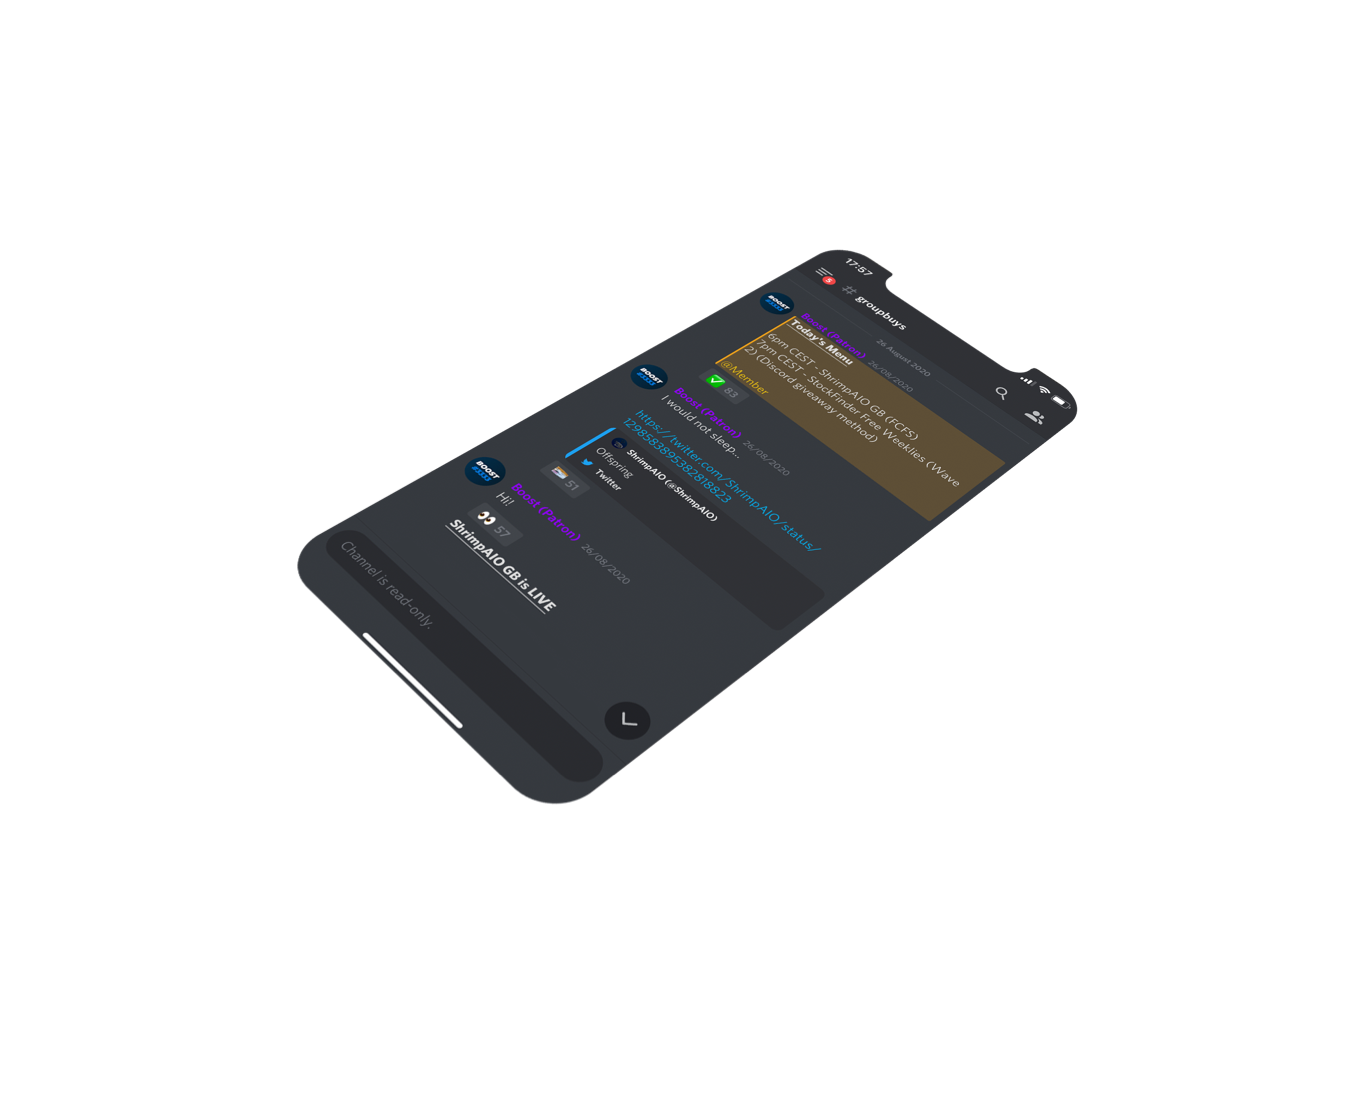 17:57
5
# groupbuys
26 August 2020
BOOST
Boost (Patron) 26/08/2020
Today's Menu
6pm CEST - ShrimpAIO GB (FCFS)
7pm CEST - StockFinder Free Weeklies (Wave
2) (Discord giveaway method)
@Member
83
BOOST
Boost (Patron) 26/08/2020
I would not sleep...
https://twitter.com/ShrimpAIO/status/
1298583895382818823
ShrimpAIO (@ShrimpAIO)
Offspring
Twitter
51
BOOST
Boost (Patron) 26/08/2020
Hi!
57
ShrimpAIO GB is LIVE
Channel is read-only.